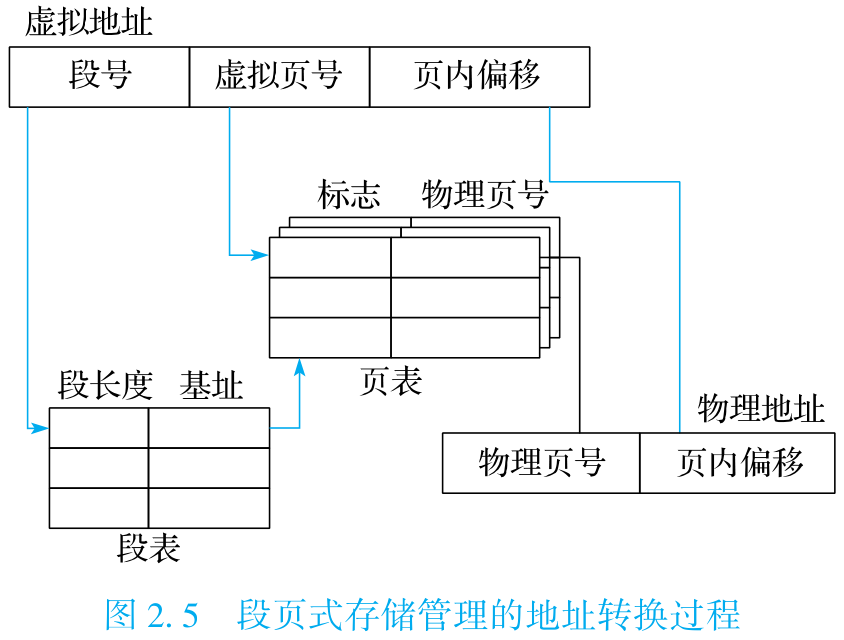 虚拟地址
段号 虚拟页号 页内偏移
标志 物理页号
页表
段长度 基址
物理地址
物理页号 页内偏移
段表
图 2.5 段页式存储管理的地址转换过程